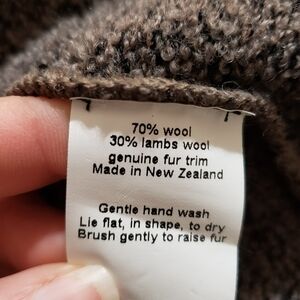 70% wool
30% lambs wool
genuine fur trim
Made in New Zealand
Gentle hand wash
Lie flat, in shape, to dry
Brush gently to raise fur